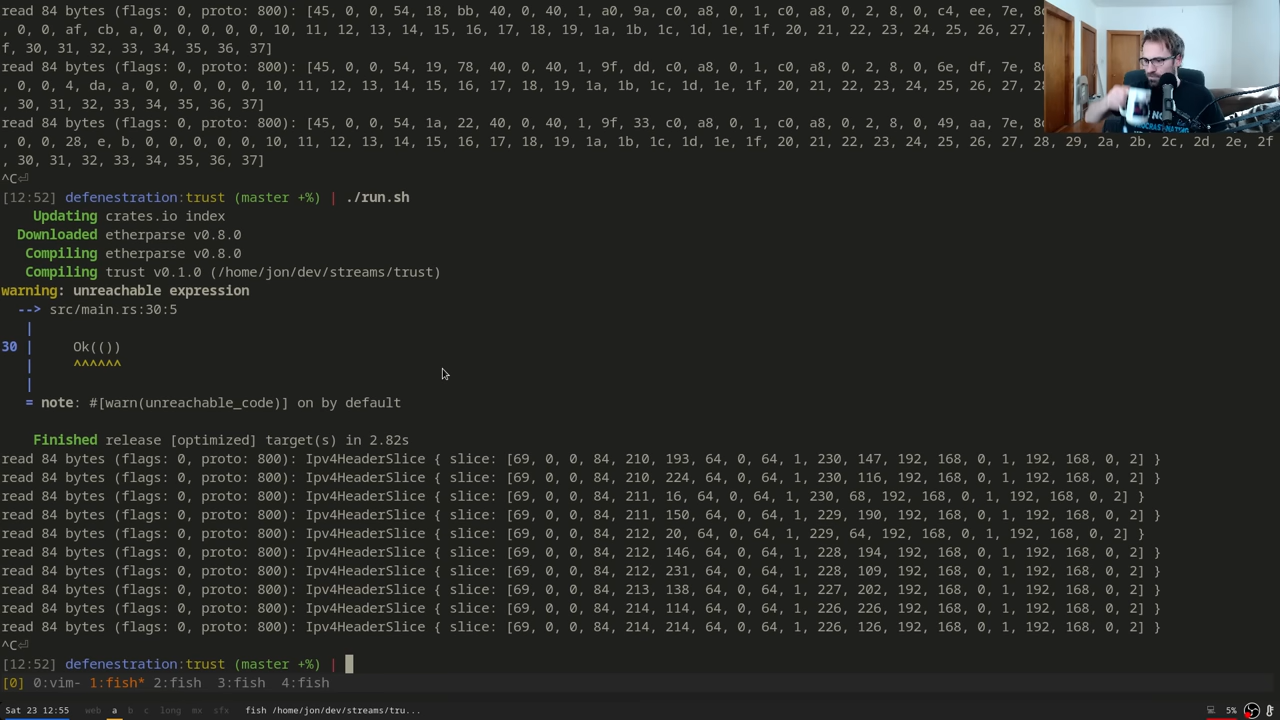 read 84 bytes (flags: 0, proto: 800): [45, 0, 0, 54, 18, bb, 40, 0, 40, 1, a0, 9a, c0, a8, 0, 1, c0, a8, 0, 2, 8, 0, c4, ee, 7e, 8
, 0, 0, af, cb, a, 0, 0, 0, 0, 0, 10, 11, 12, 13, 14, 15, 16, 17, 18, 19, 1a, 1b, 1c, 1d, 1e, 1f, 20, 21, 22, 23, 24, 25, 26, 27,
f, 30, 31, 32, 33, 34, 35, 36, 37]
read 84 bytes (flags: 0, proto: 800): [45, 0, 0, 54, 19, 78, 40, 0, 40, 1, 9f, dd, c0, a8, 0, 1, c0, a8, 0, 2, 8, 0, 6e, df, 7e, 8
, 0, 0, 4, da, a, 0, 0, 0, 0, 0, 10, 11, 12, 13, 14, 15, 16, 17, 18, 19, 1a, 1b, 1c, 1d, 1e, 1f, 20, 21, 22, 23, 24, 25, 26, 27, 28
, 30, 31, 32, 33, 34, 35, 36, 37]
read 84 bytes (flags: 0, proto: 800): [45, 0, 0, 54, 1a, 22, 40, 0, 40, 1, 9f, 33, c0, a8, 0, 1, c0, a8, 0, 2, 8, 0, 49, aa, 7e, 8
, 0, 0, 28, e, b, 0, 0, 0, 0, 0, 10, 11, 12, 13, 14, 15, 16, 17, 18, 19, 1a, 1b, 1c, 1d, 1e, 1f, 20, 21, 22, 23, 24, 25, 26, 27, 28, 29, 2a, 2b, 2c, 2d, 2e, 2f
, 30, 31, 32, 33, 34, 35, 36, 37]
^C⏎
[12:52] defenestration:trust (master +%) | ./run.sh
Updating crates.io index
Downloaded etherparse v0.8.0
Compiling etherparse v0.8.0
Compiling trust v0.1.0 (/home/jon/dev/streams/trust)
warning: unreachable expression
--> src/main.rs:30:5
|
30 | Ok(())
| ^^^^^^
|
= note: #[warn(unreachable_code)] on by default
Finished release [optimized] target(s) in 2.82s
read 84 bytes (flags: 0, proto: 800): Ipv4HeaderSlice { slice: [69, 0, 0, 84, 210, 193, 64, 0, 64, 1, 230, 147, 192, 168, 0, 1, 192, 168, 0, 2] }
read 84 bytes (flags: 0, proto: 800): Ipv4HeaderSlice { slice: [69, 0, 0, 84, 210, 224, 64, 0, 64, 1, 230, 116, 192, 168, 0, 1, 192, 168, 0, 2] }
read 84 bytes (flags: 0, proto: 800): Ipv4HeaderSlice { slice: [69, 0, 0, 84, 211, 16, 64, 0, 64, 1, 230, 68, 192, 168, 0, 1, 192, 168, 0, 2] }
read 84 bytes (flags: 0, proto: 800): Ipv4HeaderSlice { slice: [69, 0, 0, 84, 211, 150, 64, 0, 64, 1, 229, 190, 192, 168, 0, 1, 192, 168, 0, 2] }
read 84 bytes (flags: 0, proto: 800): Ipv4HeaderSlice { slice: [69, 0, 0, 84, 212, 20, 64, 0, 64, 1, 229, 64, 192, 168, 0, 1, 192, 168, 0, 2] }
read 84 bytes (flags: 0, proto: 800): Ipv4HeaderSlice { slice: [69, 0, 0, 84, 212, 146, 64, 0, 64, 1, 228, 194, 192, 168, 0, 1, 192, 168, 0, 2] }
read 84 bytes (flags: 0, proto: 800): Ipv4HeaderSlice { slice: [69, 0, 0, 84, 212, 231, 64, 0, 64, 1, 228, 109, 192, 168, 0, 1, 192, 168, 0, 2] }
read 84 bytes (flags: 0, proto: 800): Ipv4HeaderSlice { slice: [69, 0, 0, 84, 213, 138, 64, 0, 64, 1, 227, 202, 192, 168, 0, 1, 192, 168, 0, 2] }
read 84 bytes (flags: 0, proto: 800): Ipv4HeaderSlice { slice: [69, 0, 0, 84, 214, 114, 64, 0, 64, 1, 226, 226, 192, 168, 0, 1, 192, 168, 0, 2] }
read 84 bytes (flags: 0, proto: 800): Ipv4HeaderSlice { slice: [69, 0, 0, 84, 214, 214, 64, 0, 64, 1, 226, 126, 192, 168, 0, 1, 192, 168, 0, 2] }
^C⏎
[12:52] defenestration:trust (master +%) |
[0] 0:vim- 1:fish* 2:fish 3:fish 4:fish
Sat 23 12:55 web a b c long mx sfx fish /home/jon/dev/streams/tru... 5%